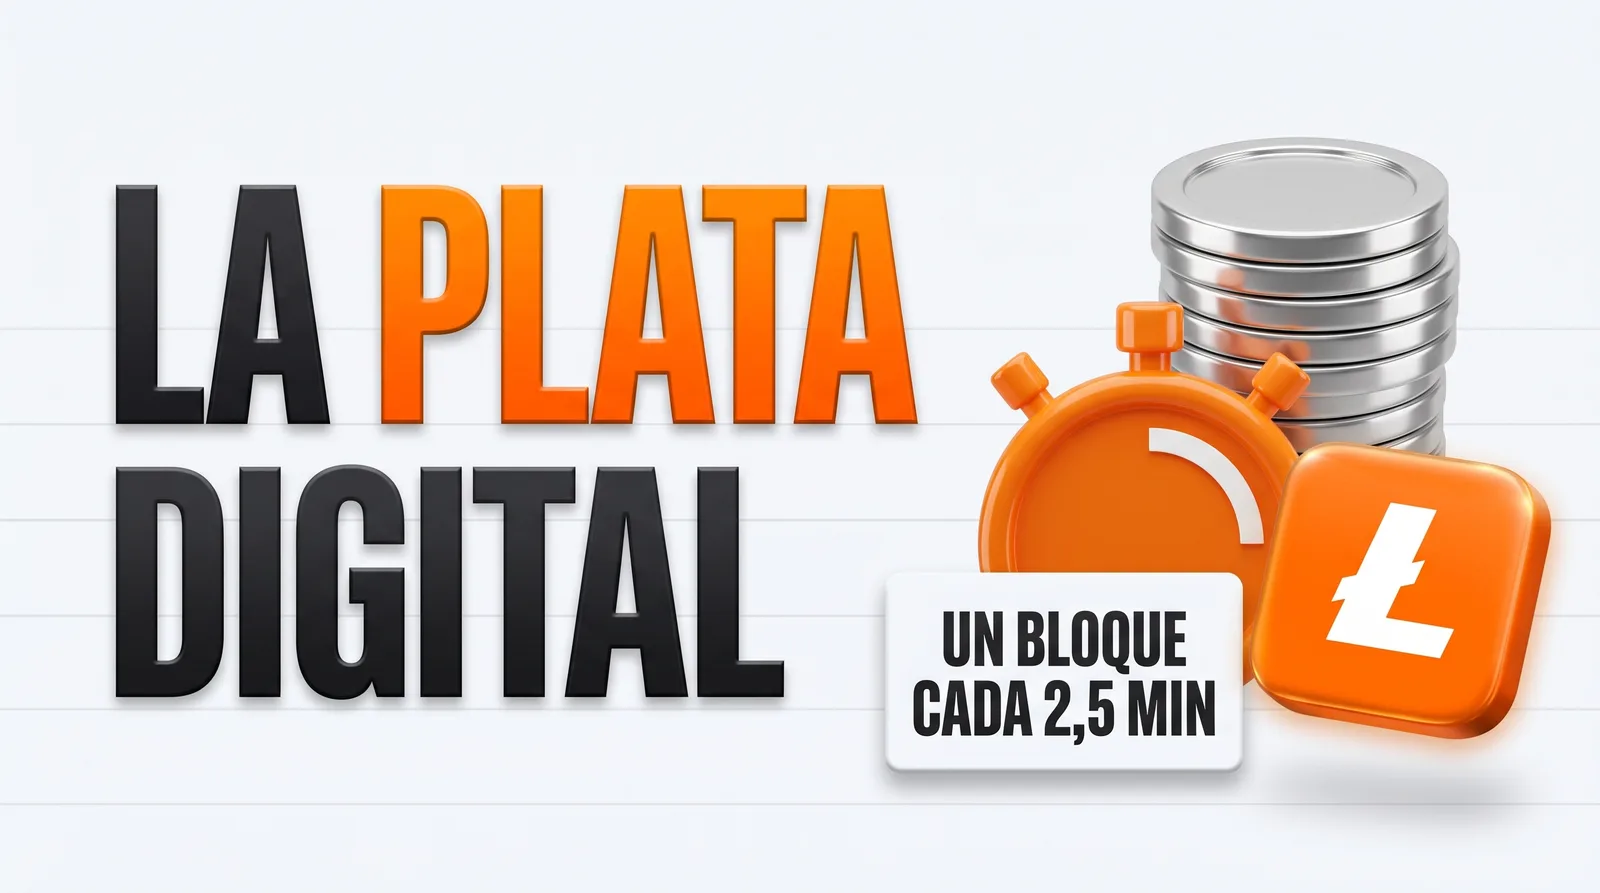 LA PLATA
DIGITAL
UN BLOQUE
CADA 2,5 MIN
Ł